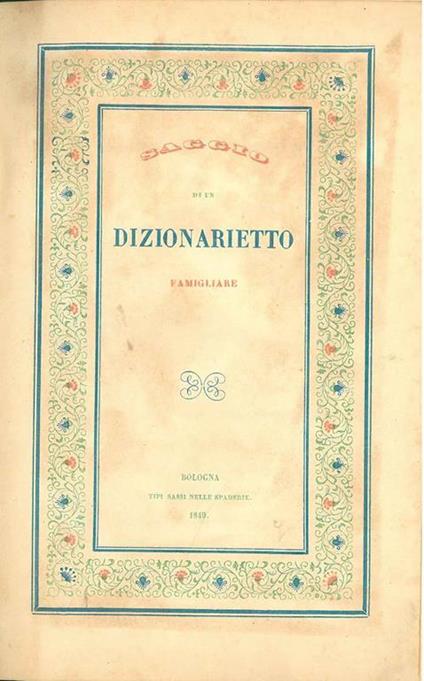 SAGGIO
DI UN
DIZIONARIETTO
FAMIGLIARE
BOLOGNA
TIPI SASSI NELLE SPADERIE.
1849.